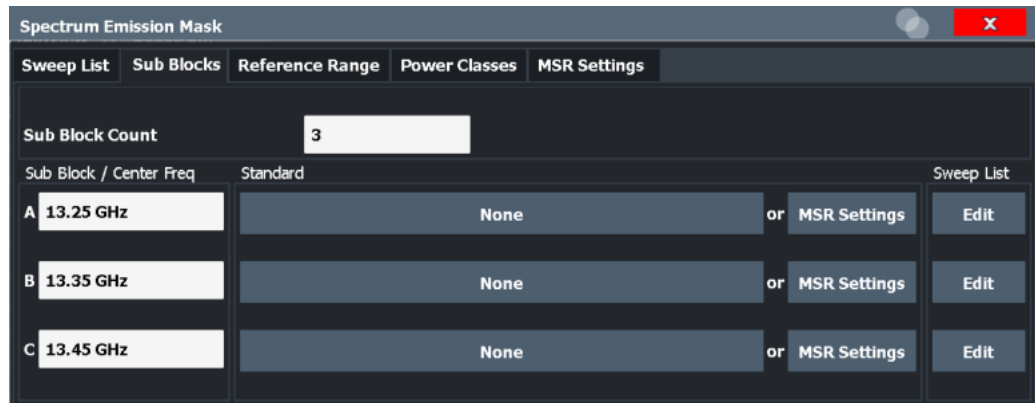 Spectrum Emission Mask
X
Sweep List Sub Blocks Reference Range Power Classes MSR Settings
Sub Block Count 3
Sub Block / Center Freq Standard Sweep List
A 13.25 GHz None or MSR Settings Edit
B 13.35 GHz None or MSR Settings Edit
C 13.45 GHz None or MSR Settings Edit